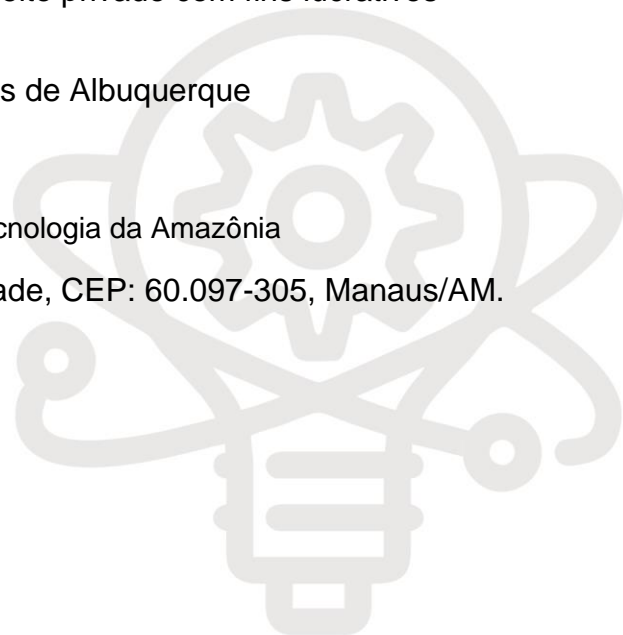 s de Albuquerque
cnologia da Amazônia
ade, CEP: 60.097-305, Manaus/AM.